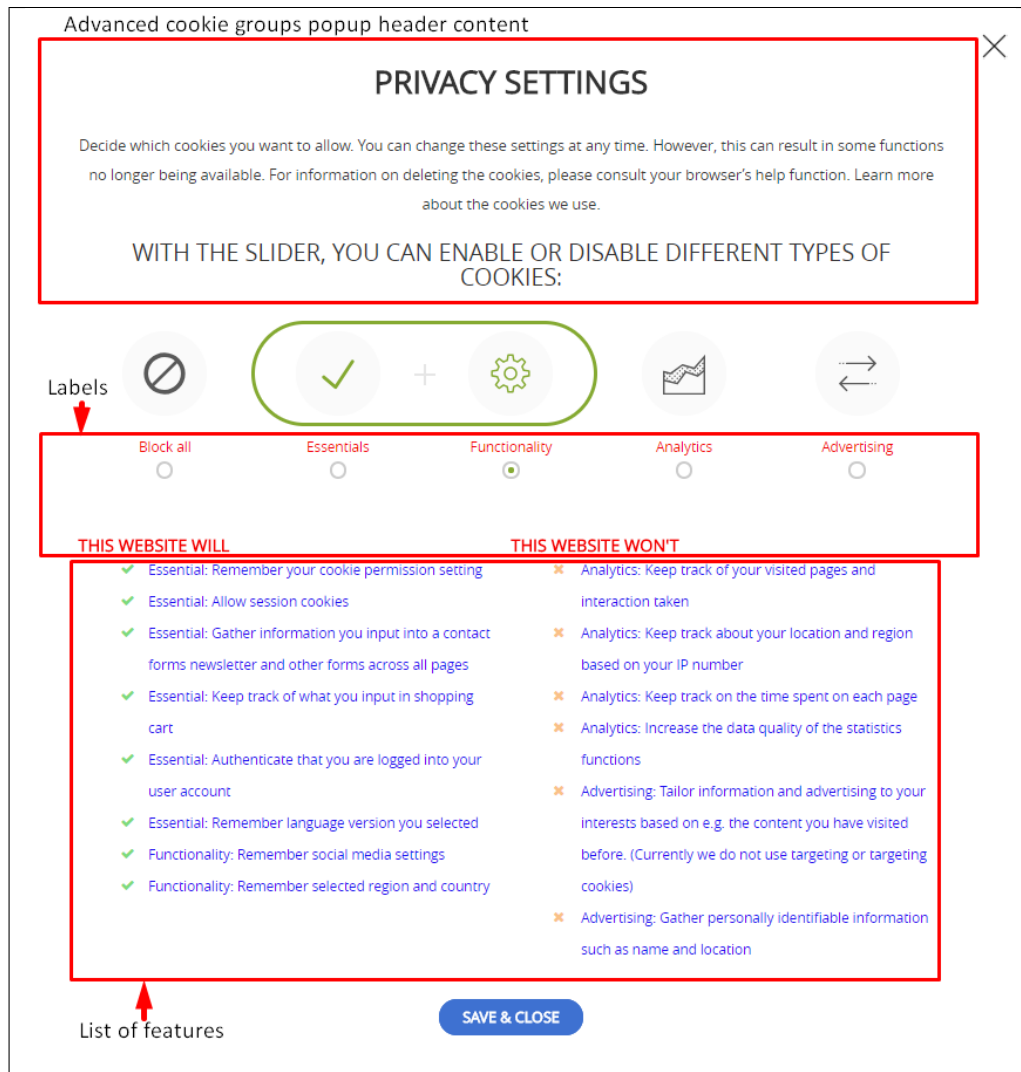 Advanced cookie groups popup header content
PRIVACY SETTINGS
Decide which cookies you want to allow. You can change these settings at any time. However, this can result in some functions
no longer being available. For information on deleting the cookies, please consult your browser's help function. Learn more
about the cookies we use.
WITH THE SLIDER, YOU CAN ENABLE OR DISABLE DIFFERENT TYPES OF
COOKIES:
Labels
Block all
Essentials
Functionality
Analytics
Advertising
THIS WEBSITE WILL
Essential: Remember your cookie permission setting
Essential: Allow session cookies
Essential: Gather information you input into a contact
forms newsletter and other forms across all pages
Essential: Keep track of what you input in shopping
cart
Essential: Authenticate that you are logged into your
user account
Essential: Remember language version you selected
Functionality: Remember social media settings
Functionality: Remember selected region and country
THIS WEBSITE WON'T
Analytics: Keep track of your visited pages and
interaction taken
Analytics: Keep track about your location and region
based on your IP number
Analytics: Keep track on the time spent on each page
Analytics: Increase the data quality of the statistics
functions
Advertising: Tailor information and advertising to your
interests based on e.g. the content you have visited
before. (Currently we do not use targeting or targeting
cookies)
Advertising: Gather personally identifiable information
such as name and location
List of features
SAVE & CLOSE